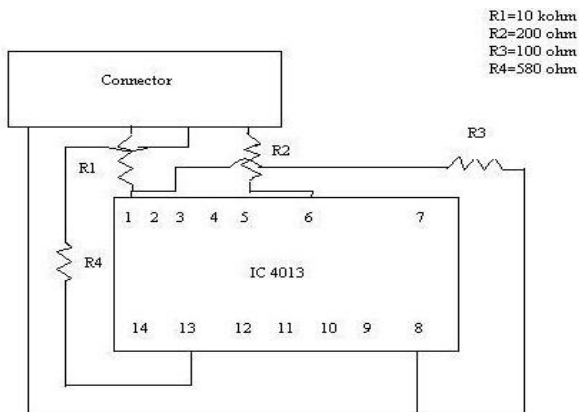 R1=10 kohm
R2=200 ohm
R3=100 ohm
R4=580 ohm
Connector
R3
R1
R2
1 2 3 4 5 6 7
R4
IC 4013
14 13 12 11 10 9 8